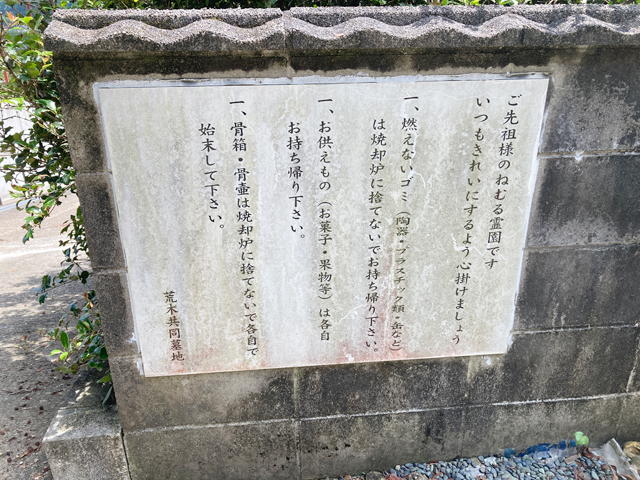 ご先祖様のねむる霊園です
いつもきれいにするよう心掛けましょう
一、燃えないゴミ（陶器・プラスチック類・缶など）
は焼却炉に捨てないでお持ち帰り下さい。
一、お供えもの（お菓子・果物等）は各自
お持ち帰り下さい。
一、骨箱・骨壷は焼却炉に捨てないで各自で
始末して下さい。
荒木共同墓地